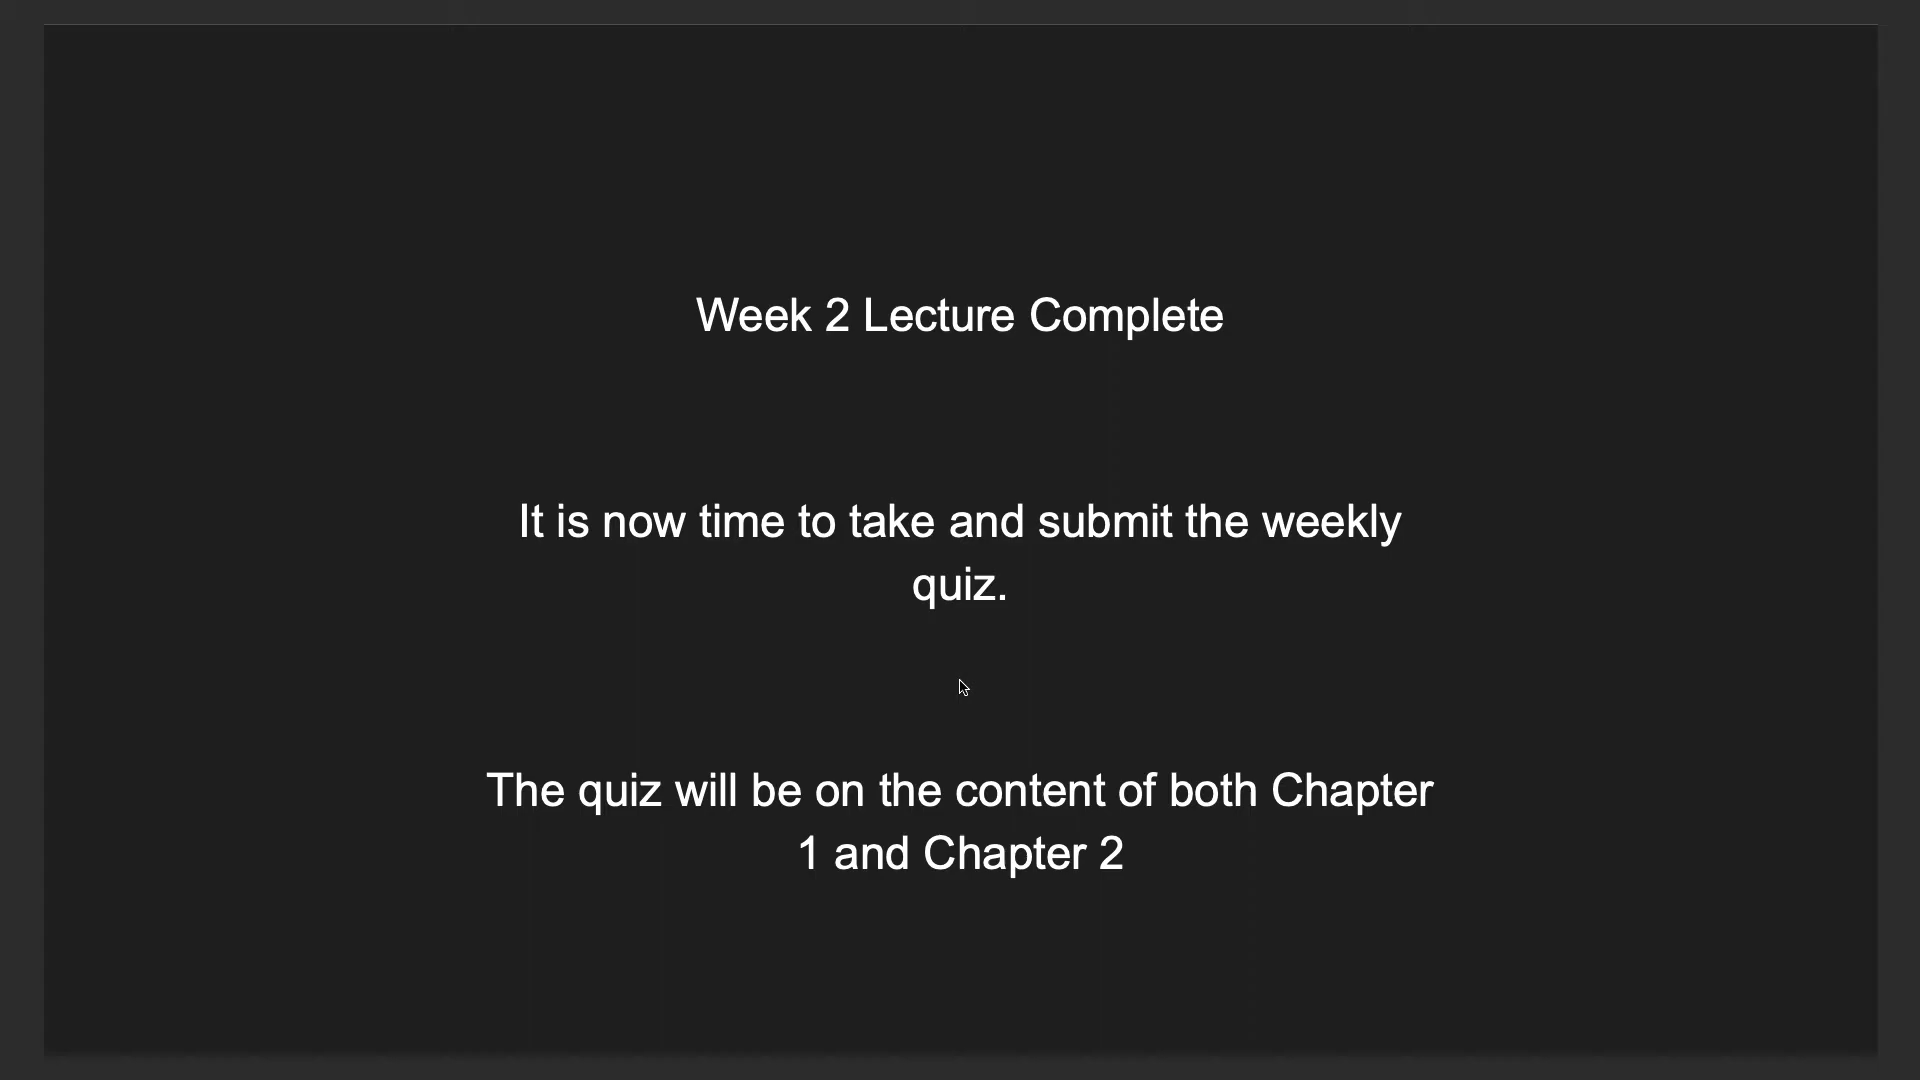 Week 2 Lecture Complete
It is now time to take and submit the weekly
quiz.
The quiz will be on the content of both Chapter
1 and Chapter 2